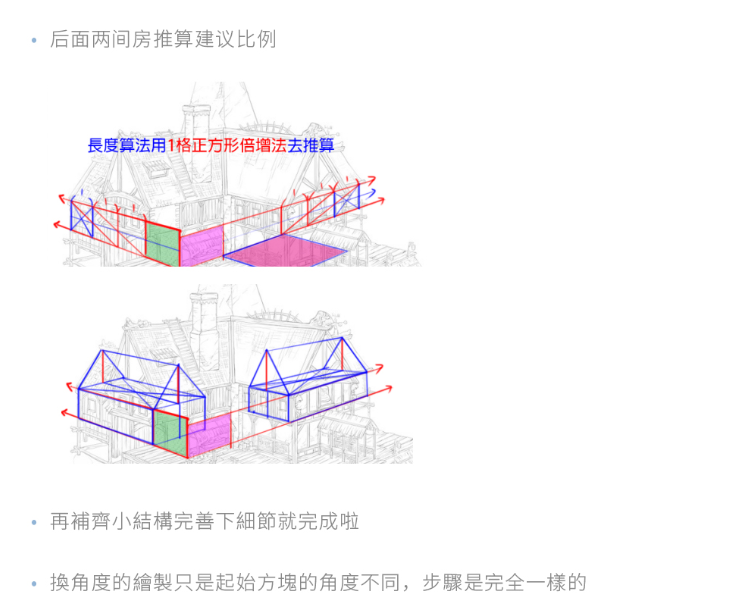 后面两间房推算建议比例
長度算法用1格正方形倍增法去推算
再補齊小結構完善下細節就完成啦
換角度的繪製只是起始方塊的角度不同，步驟是完全一樣的